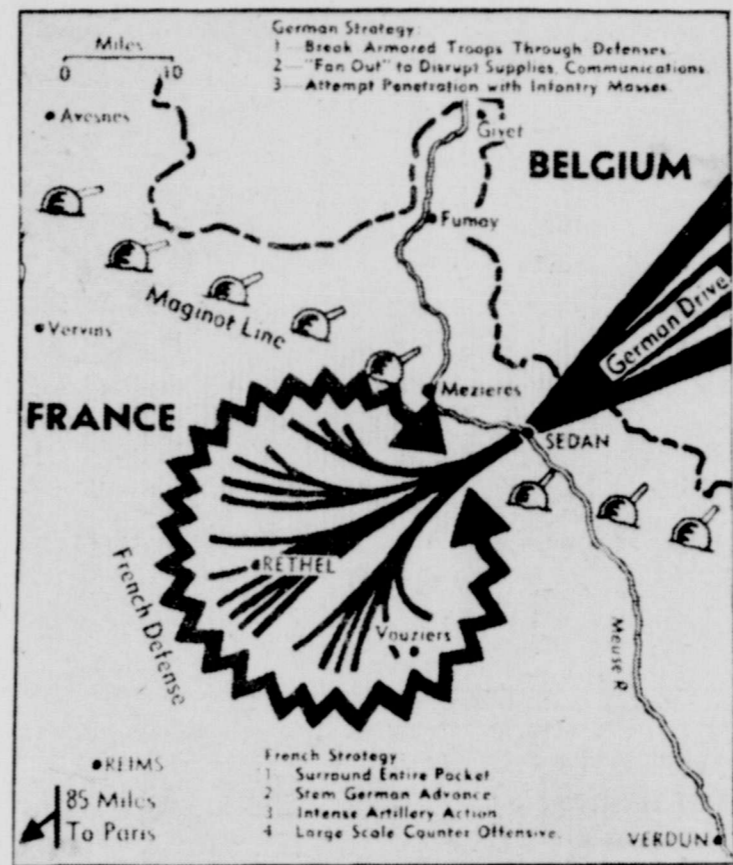 German Strategy:
1 Break Armored Troops Through Defenses.
2 "Fan Out" to Disrupt Supplies, Communications.
3 Attempt Penetration with Infantry Masses.
Miles
0 10
Avesnes
Givet
BELGIUM
Fumay
Maginot Line
German Drive
Vervins
Mezieres
FRANCE
SEDAN
RETHEL
French Defense
Vouziers
Meuse R.
REIMS
85 Miles
To Paris
French Strategy:
1 Surround Entire Pocket
2 Stem German Advance
3 Intense Artillery Action
4 Large Scale Counter Offensive.
VERDUN